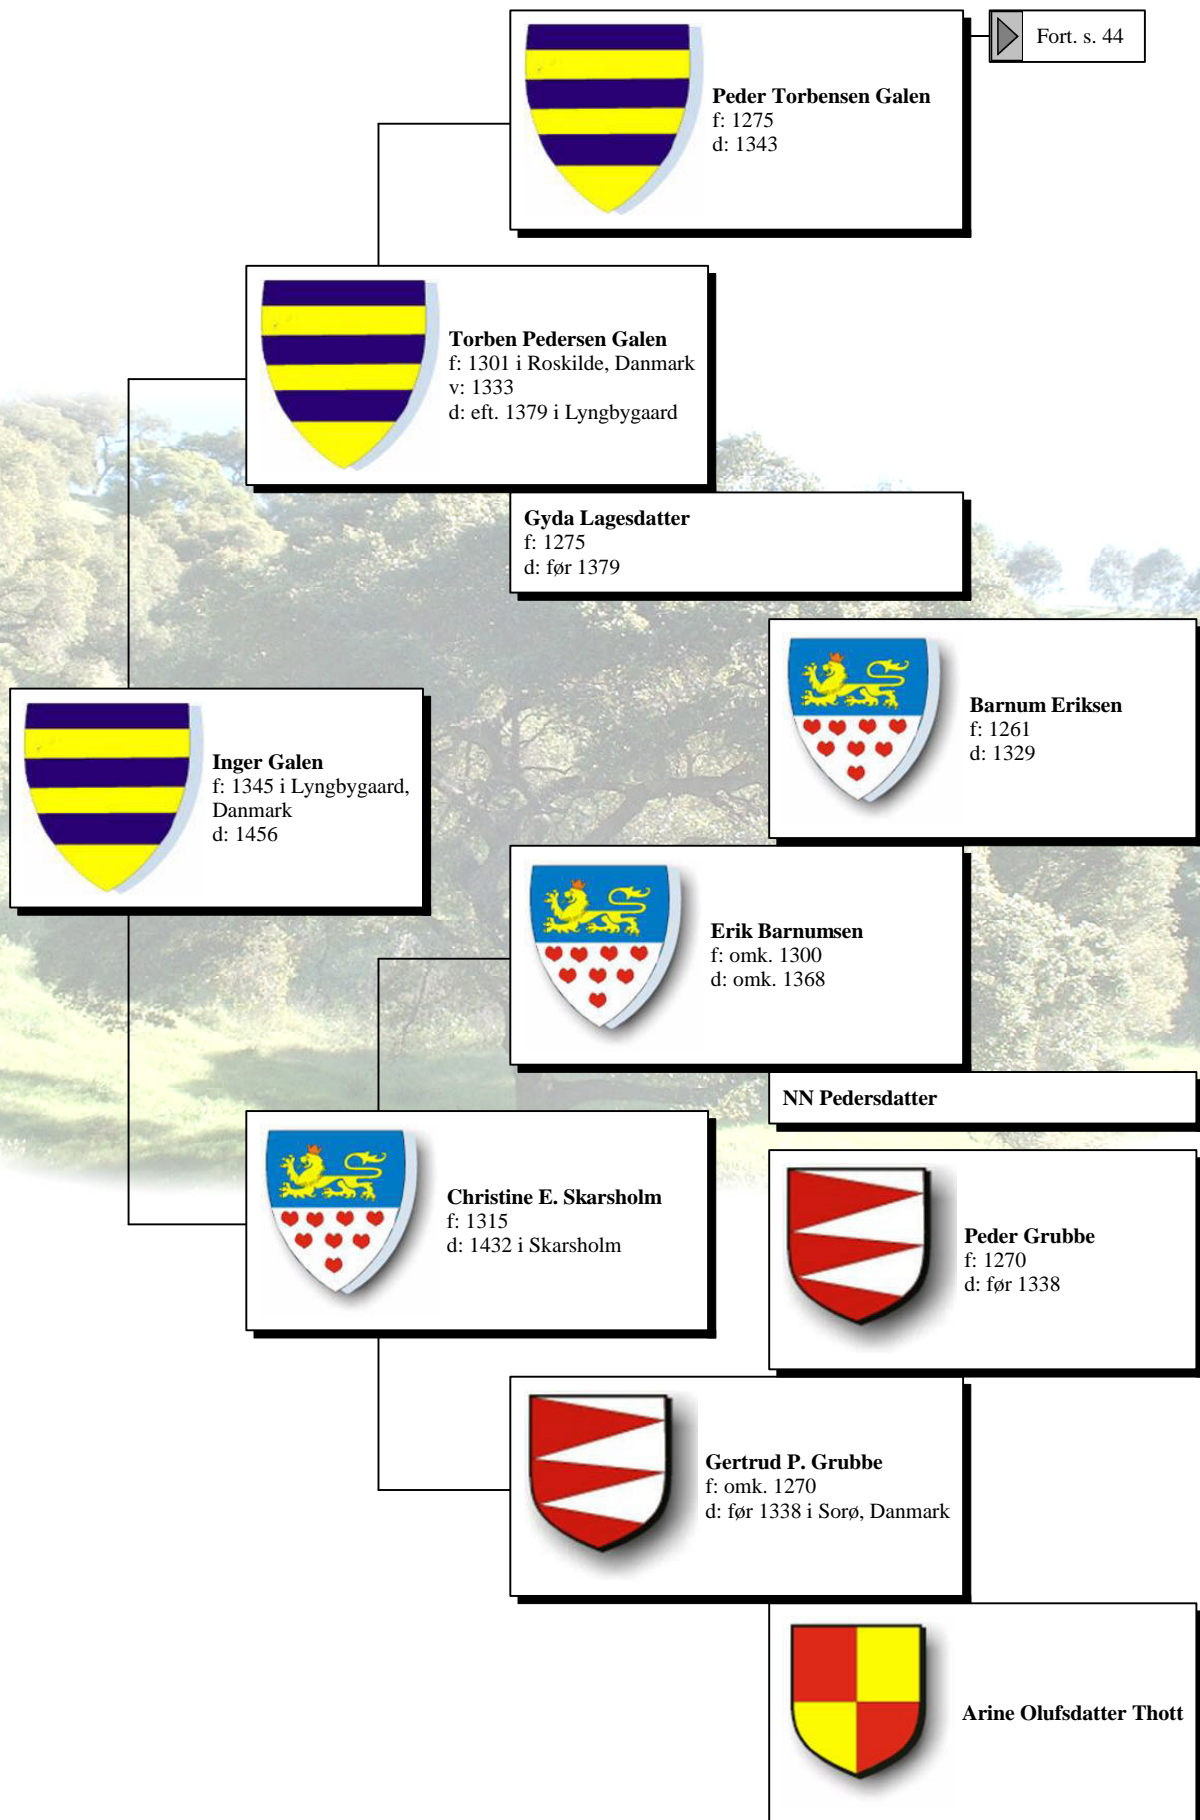 Fort. s. 44
Peder Torbensen Galen
f: 1275
d: 1343
Torben Pedersen Galen
f: 1301 i Roskilde, Danmark
v: 1333
d: eft. 1379 i Lyngbygaard
Gyda Lagesdatter
f: 1275
d: før 1379
Barnum Eriksen
f: 1261
d: 1329
Inger Galen
f: 1345 i Lyngbygaard,
Danmark
d: 1456
Erik Barnumsen
f: omk. 1300
d: omk. 1368
NN Pedersdatter
Christine E. Skarsholm
f: 1315
d: 1432 i Skarsholm
Peder Grubbe
f: 1270
d: før 1338
Gertrud P. Grubbe
f: omk. 1270
d: før 1338 i Sorø, Danmark
Arine Olufsdatter Thott